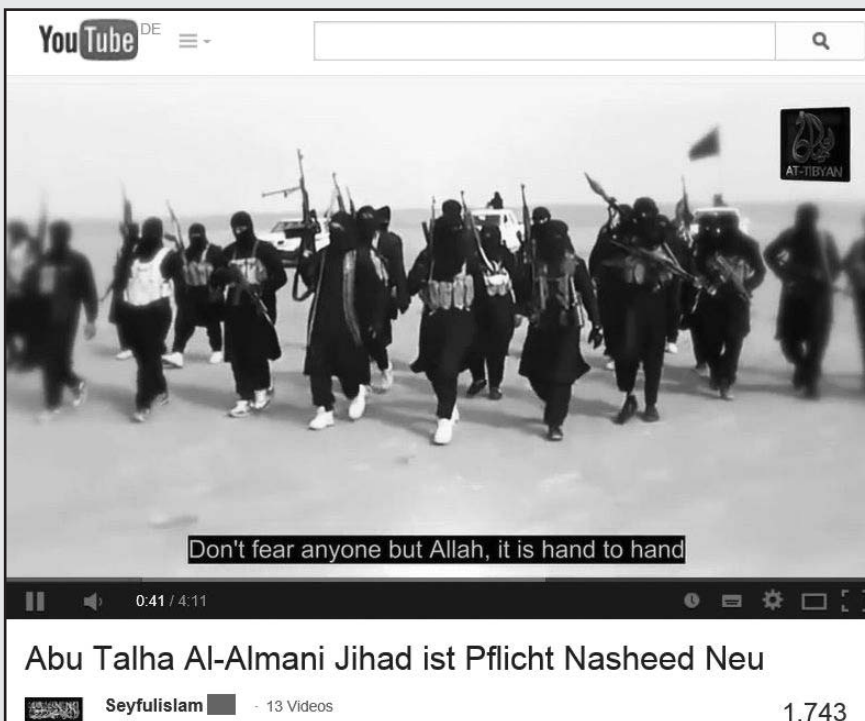 YouTube DE
AT-TIBYAN
Don't fear anyone but Allah, it is hand to hand
0:41 / 4:11
Abu Talha Al-Almani Jihad ist Pflicht Nasheed Neu
Seyfulislam · 13 Videos
1.743